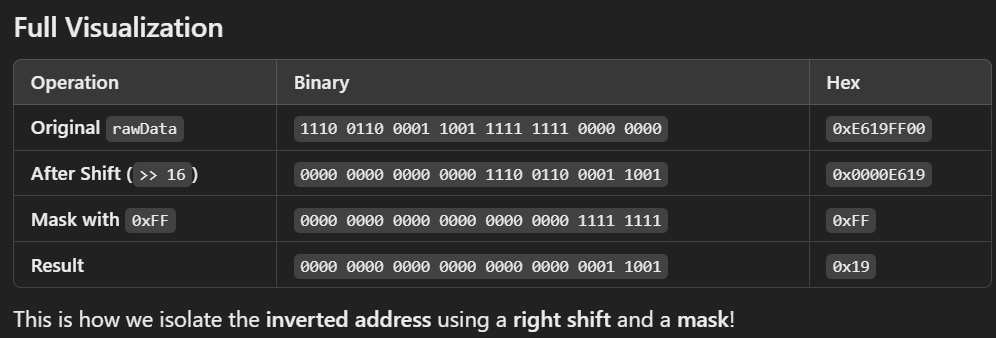 Full Visualization
Operation Binary Hex
Original rawData 1110 0110 0001 1001 1111 1111 0000 0000 0xE619FF00
After Shift (>> 16) 0000 0000 0000 0000 1110 0110 0001 1001 0x0000E619
Mask with 0xFF 0000 0000 0000 0000 0000 0000 1111 1111 0xFF
Result 0000 0000 0000 0000 0000 0000 0001 1001 0x19
This is how we isolate the inverted address using a right shift and a mask!